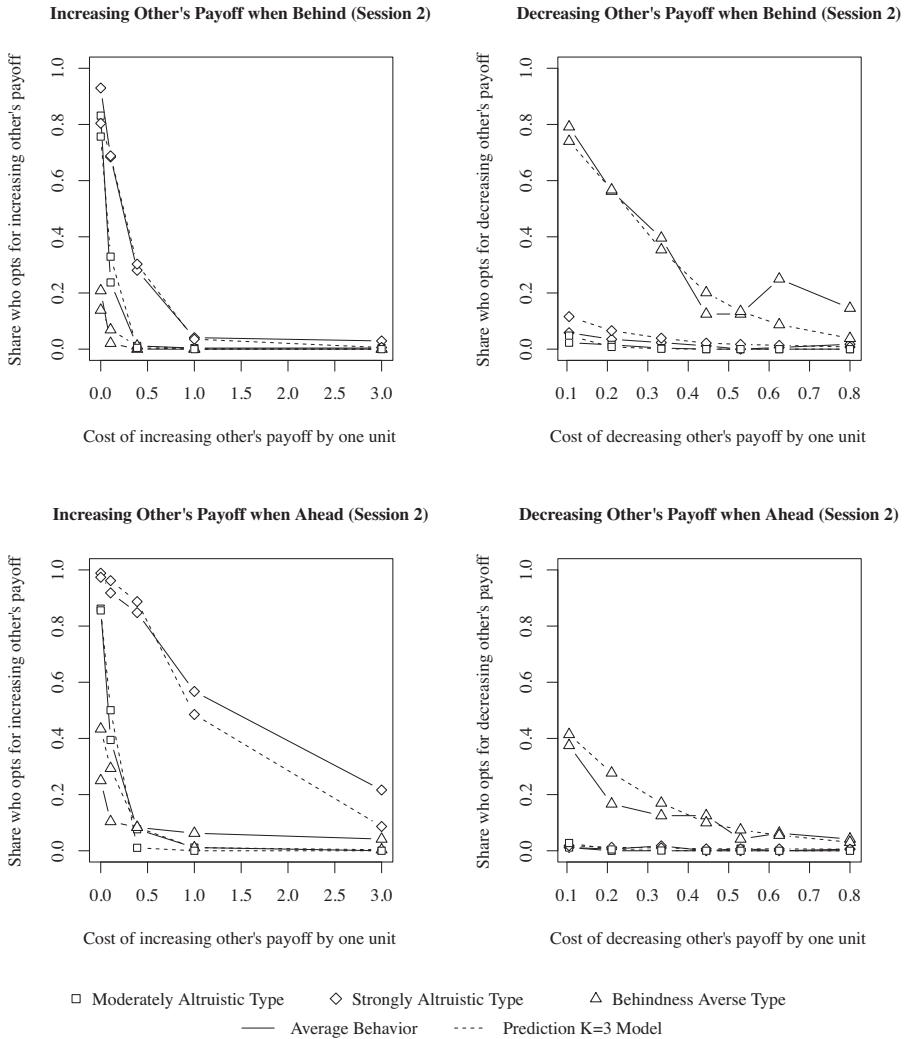 Increasing Other's Payoff when Behind (Session 2)
Share who opts for increasing other's payoff
1.0
0.8
0.6
0.4
0.2
0.0
0.0 0.5 1.0 1.5 2.0 2.5 3.0
Cost of increasing other's payoff by one unit
Decreasing Other's Payoff when Behind (Session 2)
Share who opts for decreasing other's payoff
1.0
0.8
0.6
0.4
0.2
0.0
0.1 0.2 0.3 0.4 0.5 0.6 0.7 0.8
Cost of decreasing other's payoff by one unit
Increasing Other's Payoff when Ahead (Session 2)
Share who opts for increasing other's payoff
1.0
0.8
0.6
0.4
0.2
0.0
0.0 0.5 1.0 1.5 2.0 2.5 3.0
Cost of increasing other's payoff by one unit
Decreasing Other's Payoff when Ahead (Session 2)
Share who opts for decreasing other's payoff
1.0
0.8
0.6
0.4
0.2
0.0
0.1 0.2 0.3 0.4 0.5 0.6 0.7 0.8
Cost of decreasing other's payoff by one unit
Moderately Altruistic Type Strongly Altruistic Type Behindness Averse Type
Average Behavior Prediction K=3 Model